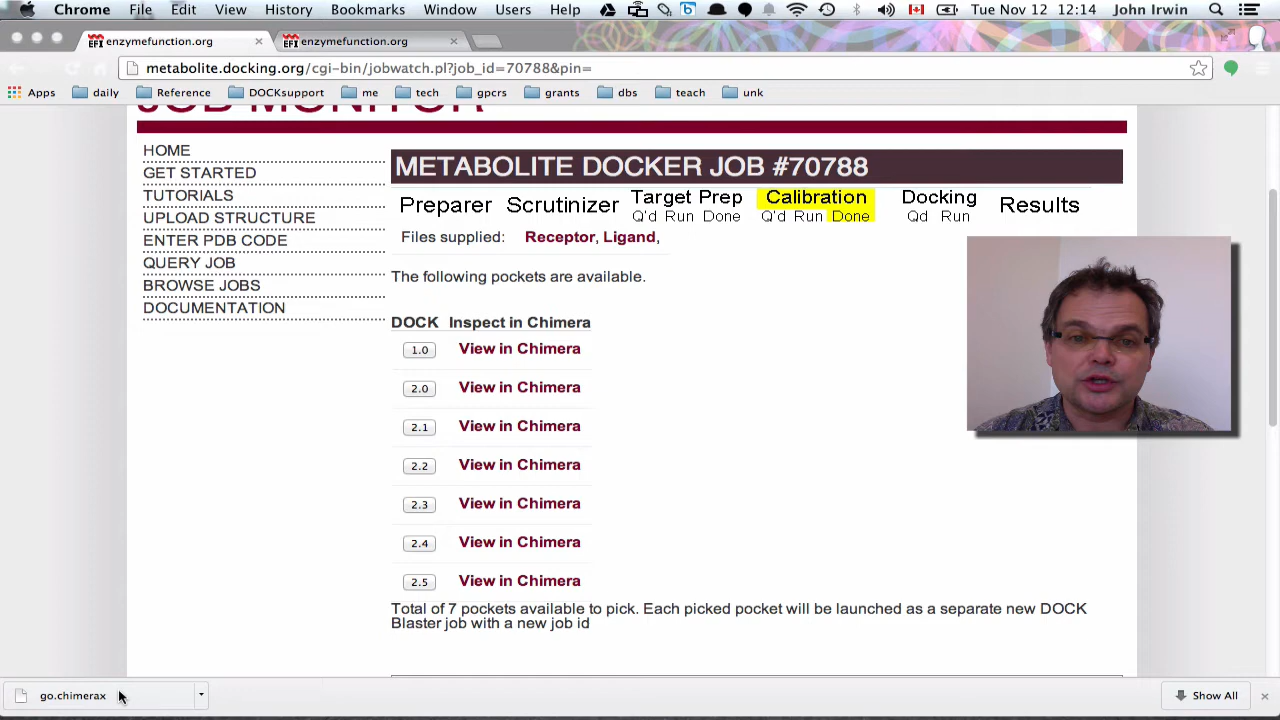 Chrome File Edit View History Bookmarks Window Users Help Tue Nov 12 12:14 John Irwin
enzymefunction.org enzymefunction.org
metabolite.docking.org/cgi-bin/jobwatch.pl?job_id=70788&pin=
Apps daily Reference DOCKsupport me tech gpcrs grants dbs teach unk
JOB MONITOR
HOME
GET STARTED
TUTORIALS
UPLOAD STRUCTURE
ENTER PDB CODE
QUERY JOB
BROWSE JOBS
DOCUMENTATION
METABOLITE DOCKER JOB #70788
Preparer Scrutinizer Target Prep Calibration Docking Results
Q'd Run Done Q'd Run Done Qd Run
Files supplied: Receptor, Ligand,
The following pockets are available.
DOCK Inspect in Chimera
1.0 View in Chimera
2.0 View in Chimera
2.1 View in Chimera
2.2 View in Chimera
2.3 View in Chimera
2.4 View in Chimera
2.5 View in Chimera
Total of 7 pockets available to pick. Each picked pocket will be launched as a separate new DOCK
Blaster job with a new job id
go.chimerax Show All